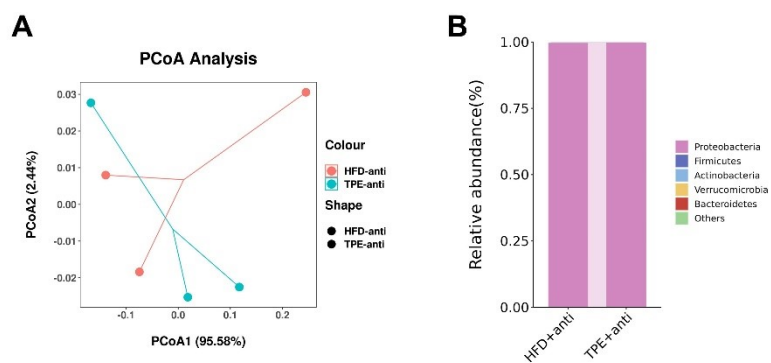 A
PCoA Analysis
PCoA2 (2.44%)
0.03
0.02
0.01
0.00
-0.01
-0.02
-0.1
0.0
0.1
0.2
PCoA1 (95.58%)
Colour
HFD-anti
TPE-anti
Shape
HFD-anti
TPE-anti
B
Relative abundance(%)
1.00
0.75
0.50
0.25
0.00
HFD+anti
TPE+anti
Proteobacteria
Firmicutes
Actinobacteria
Verrucomicrobia
Bacteroidetes
Others